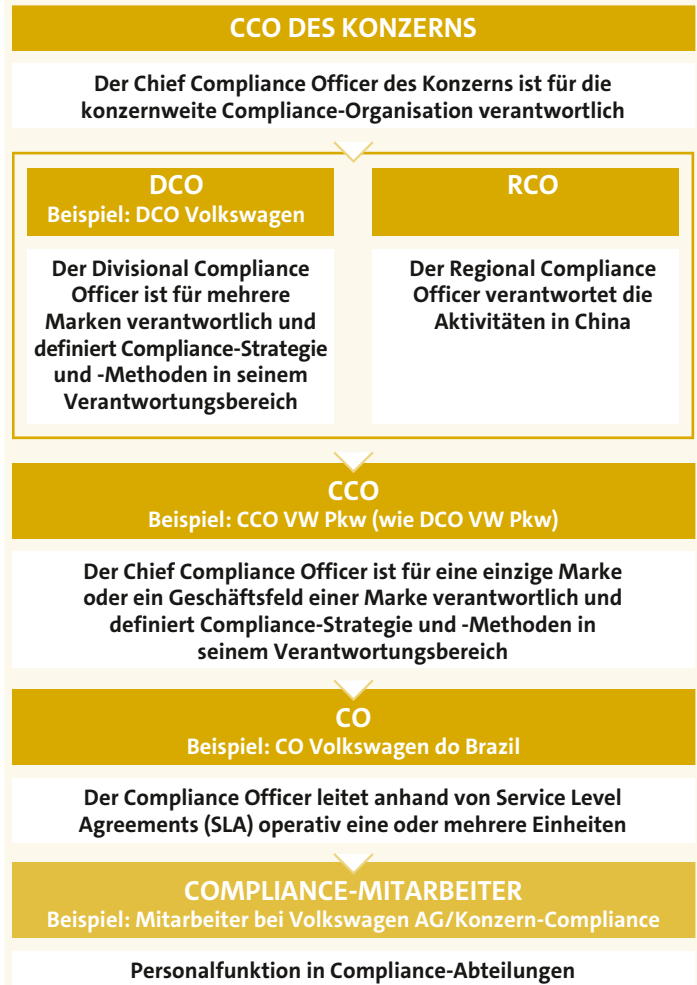 CCO DES KONZERNS
Der Chief Compliance Officer des Konzerns ist für die
konzernweite Compliance-Organisation verantwortlich
DCO
Beispiel: DCO Volkswagen
Der Divisional Compliance
Officer ist für mehrere
Marken verantwortlich und
definiert Compliance-Strategie
und -Methoden in seinem
Verantwortungsbereich
RCO
Der Regional Compliance
Officer verantwortet die
Aktivitäten in China
CCO
Beispiel: CCO VW Pkw (wie DCO VW Pkw)
Der Chief Compliance Officer ist für eine einzige Marke
oder ein Geschäftsfeld einer Marke verantwortlich und
definiert Compliance-Strategie und -Methoden in
seinem Verantwortungsbereich
CO
Beispiel: CO Volkswagen do Brazil
Der Compliance Officer leitet anhand von Service Level
Agreements (SLA) operativ eine oder mehrere Einheiten
COMPLIANCE-MITARBEITER
Beispiel: Mitarbeiter bei Volkswagen AG/Konzern-Compliance
Personalfunktion in Compliance-Abteilungen